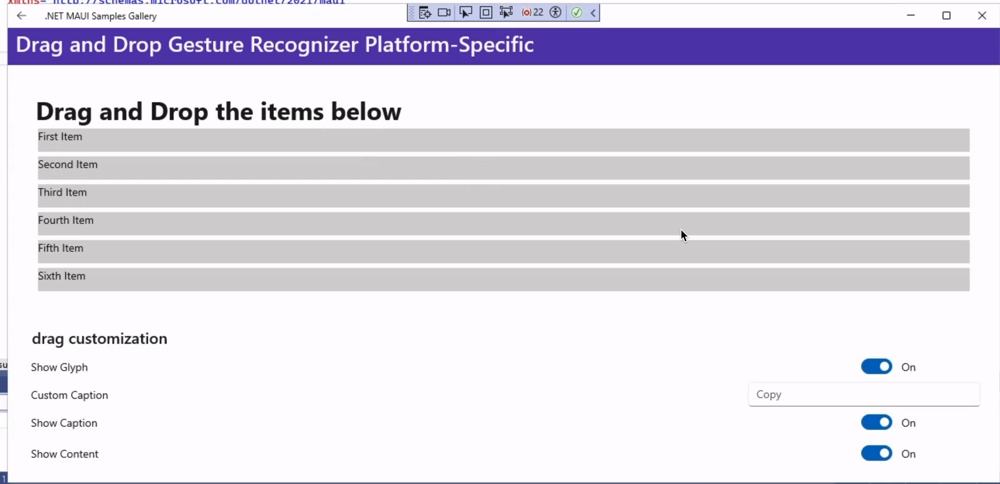 xmlns="http://schemas.microsoft.com/dotnet/2021/maui"
.NET MAUI Samples Gallery
22
Drag and Drop Gesture Recognizer Platform-Specific
Drag and Drop the items below
First Item
Second Item
Third Item
Fourth Item
Fifth Item
Sixth Item
drag customization
su
Show Glyph
On
Custom Caption
Copy
Show Caption
On
Show Content
On
1